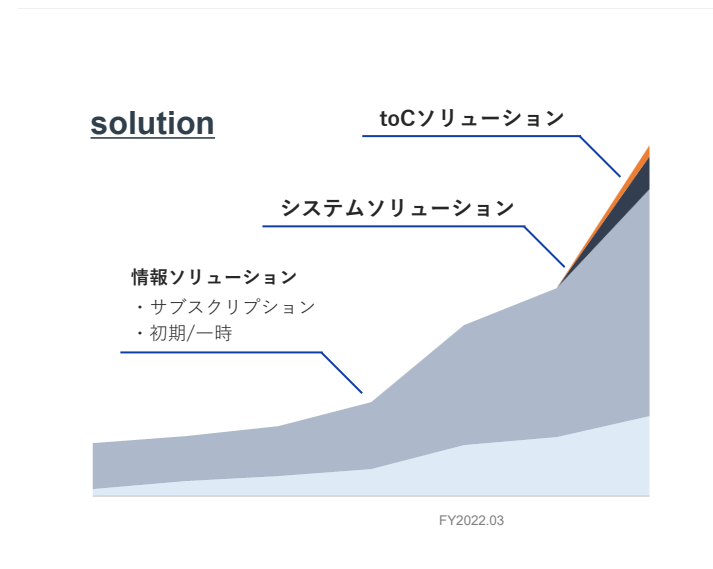 solution
toCソリューション
システムソリューション
情報ソリューション
・サブスクリプション
・初期/一時
FY2022.03